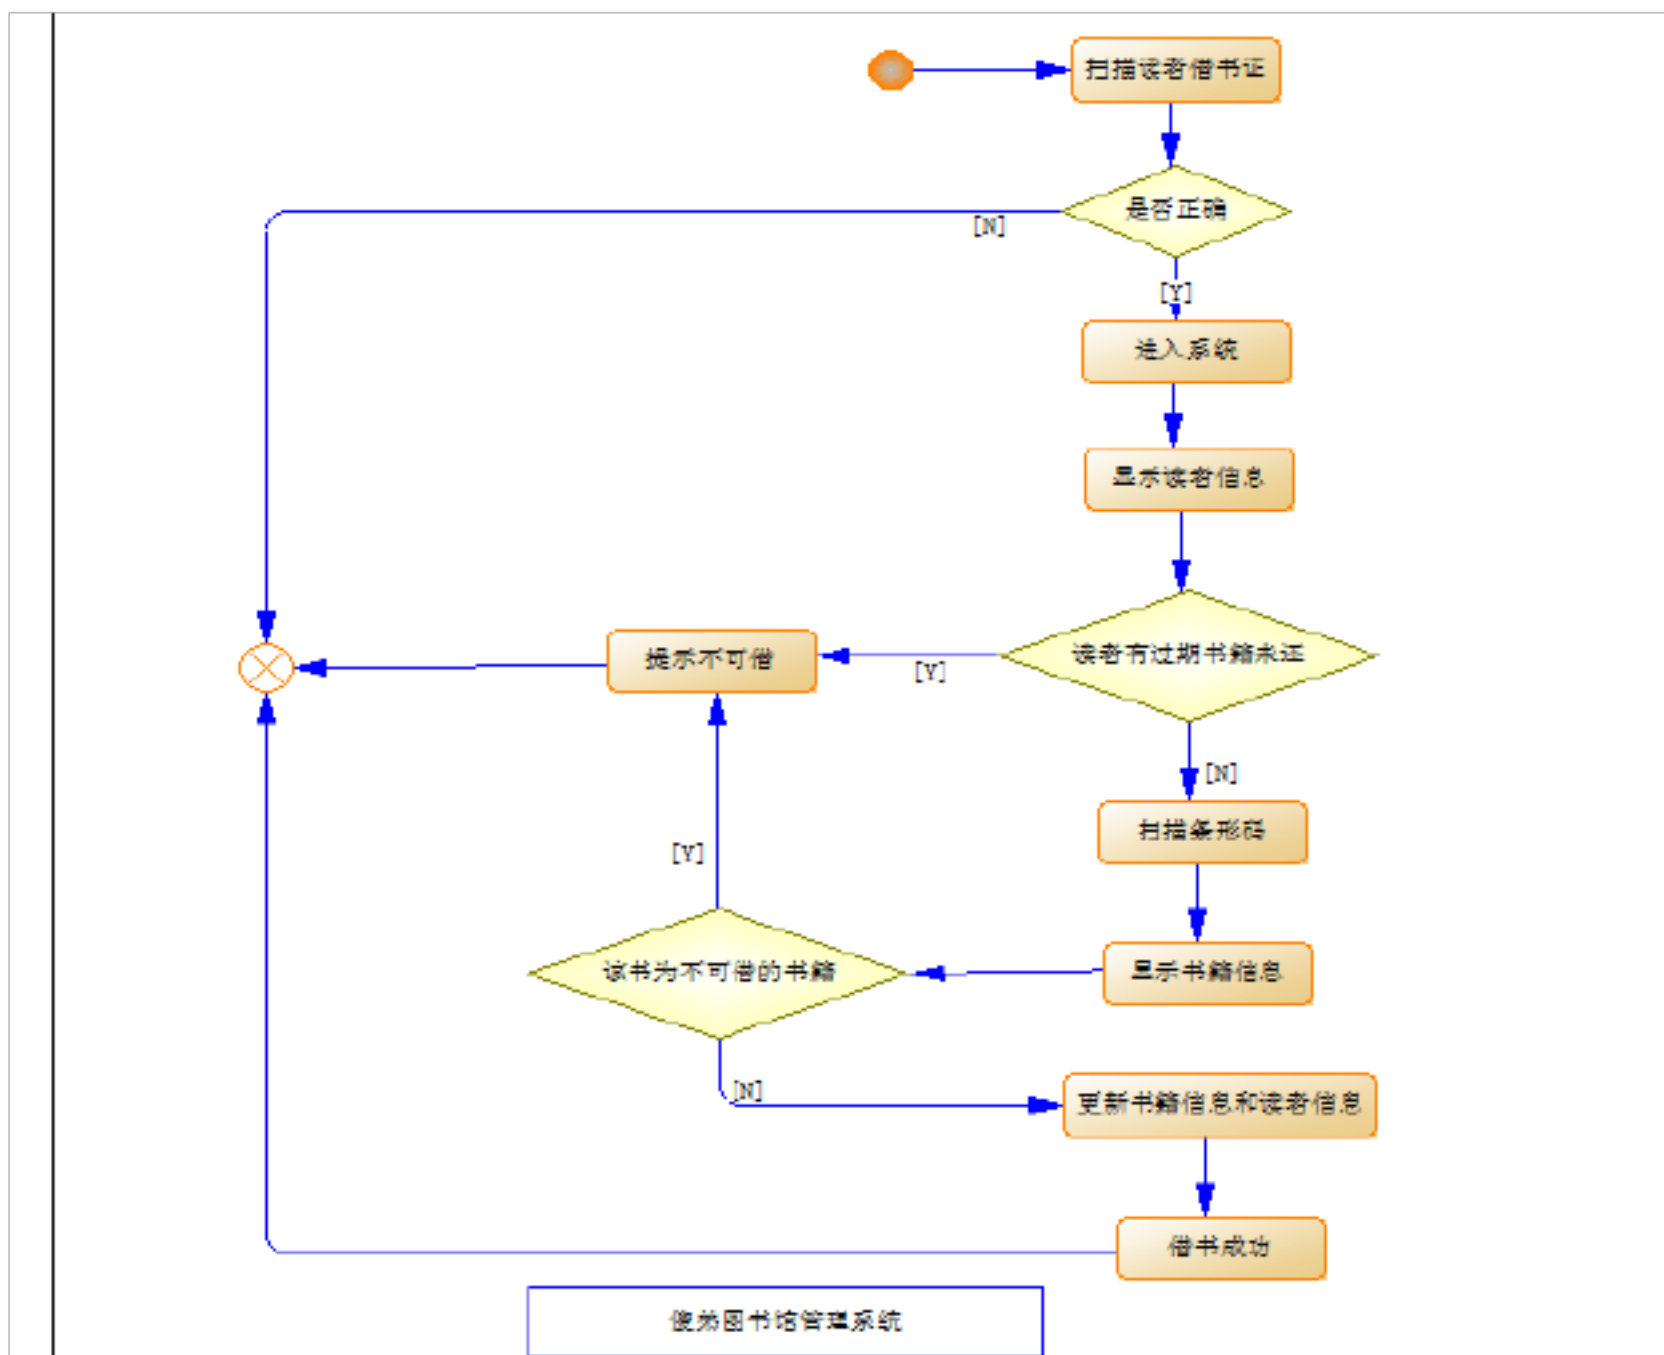 扫描读者借书证
是否正确
[N]
[Y]
进入系统
显示读者信息
提示不可借
读者有过期书籍未还
[Y]
[N]
扫描条形码
[Y]
该书为不可借的书籍
显示书籍信息
[N]
更新书籍信息和读者信息
借书成功
傻弟图书馆管理系统